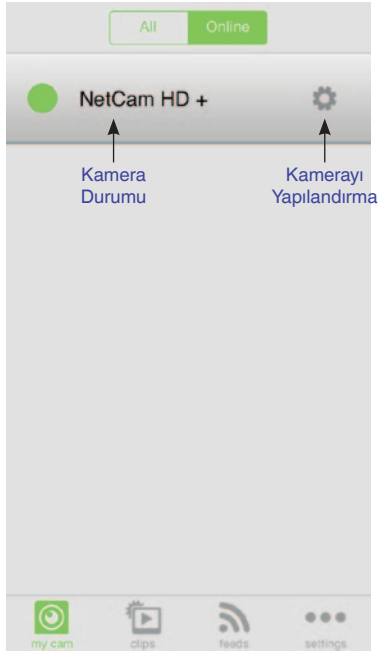 All Online
NetCam HD +
Kamera
Durumu
Kamerayı
Yapılandırma
my cam clips feeds settings